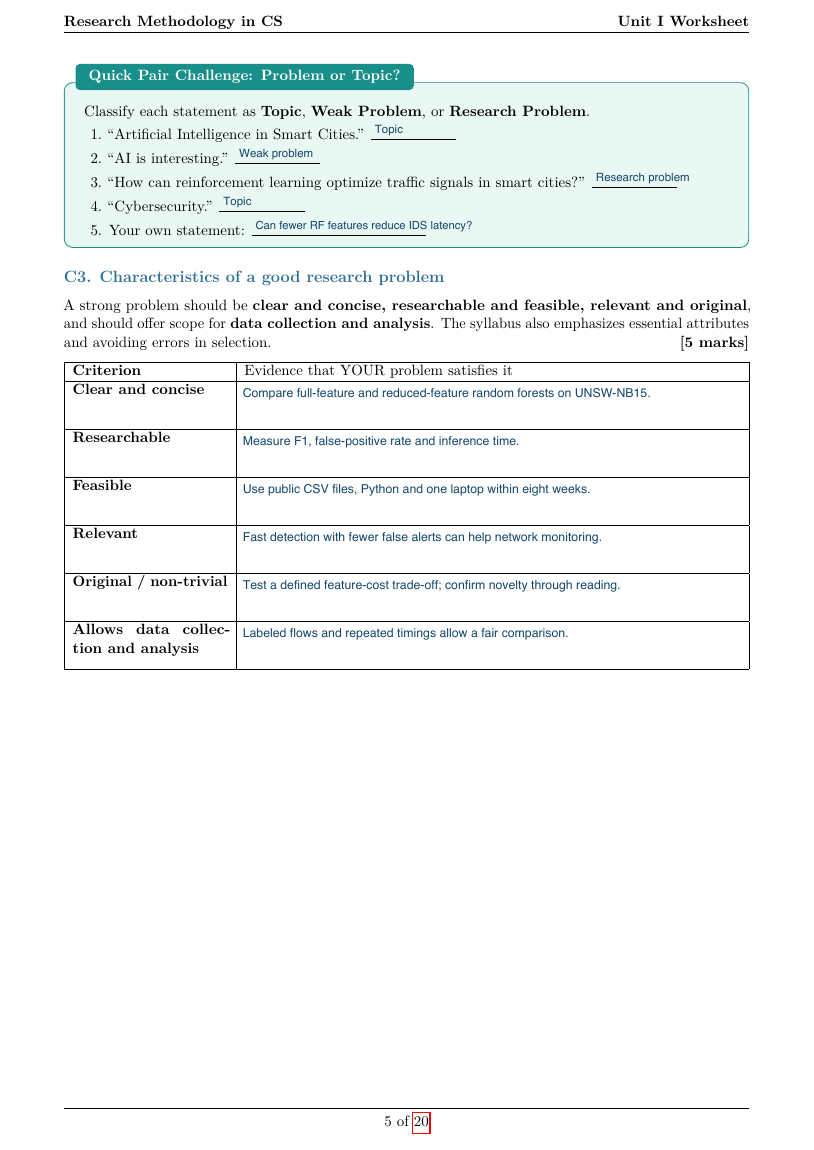 Research Methodology in CS Unit I Worksheet
Quick Pair Challenge: Problem or Topic?
Classify each statement as Topic, Weak Problem, or Research Problem.
1. “Artificial Intelligence in Smart Cities.” Topic
2. “AI is interesting.” Weak problem
3. “How can reinforcement learning optimize traffic signals in smart cities?” Research problem
4. “Cybersecurity.” Topic
5. Your own statement: Can fewer RF features reduce IDS latency?
C3. Characteristics of a good research problem
A strong problem should be clear and concise, researchable and feasible, relevant and original,
and should offer scope for data collection and analysis. The syllabus also emphasizes essential attributes
and avoiding errors in selection. [5 marks]
Criterion Evidence that YOUR problem satisfies it
Clear and concise Compare full-feature and reduced-feature random forests on UNSW-NB15.
Researchable Measure F1, false-positive rate and inference time.
Feasible Use public CSV files, Python and one laptop within eight weeks.
Relevant Fast detection with fewer false alerts can help network monitoring.
Original / non-trivial Test a defined feature-cost trade-off; confirm novelty through reading.
Allows data collec- Labeled flows and repeated timings allow a fair comparison.
tion and analysis
5 of 20